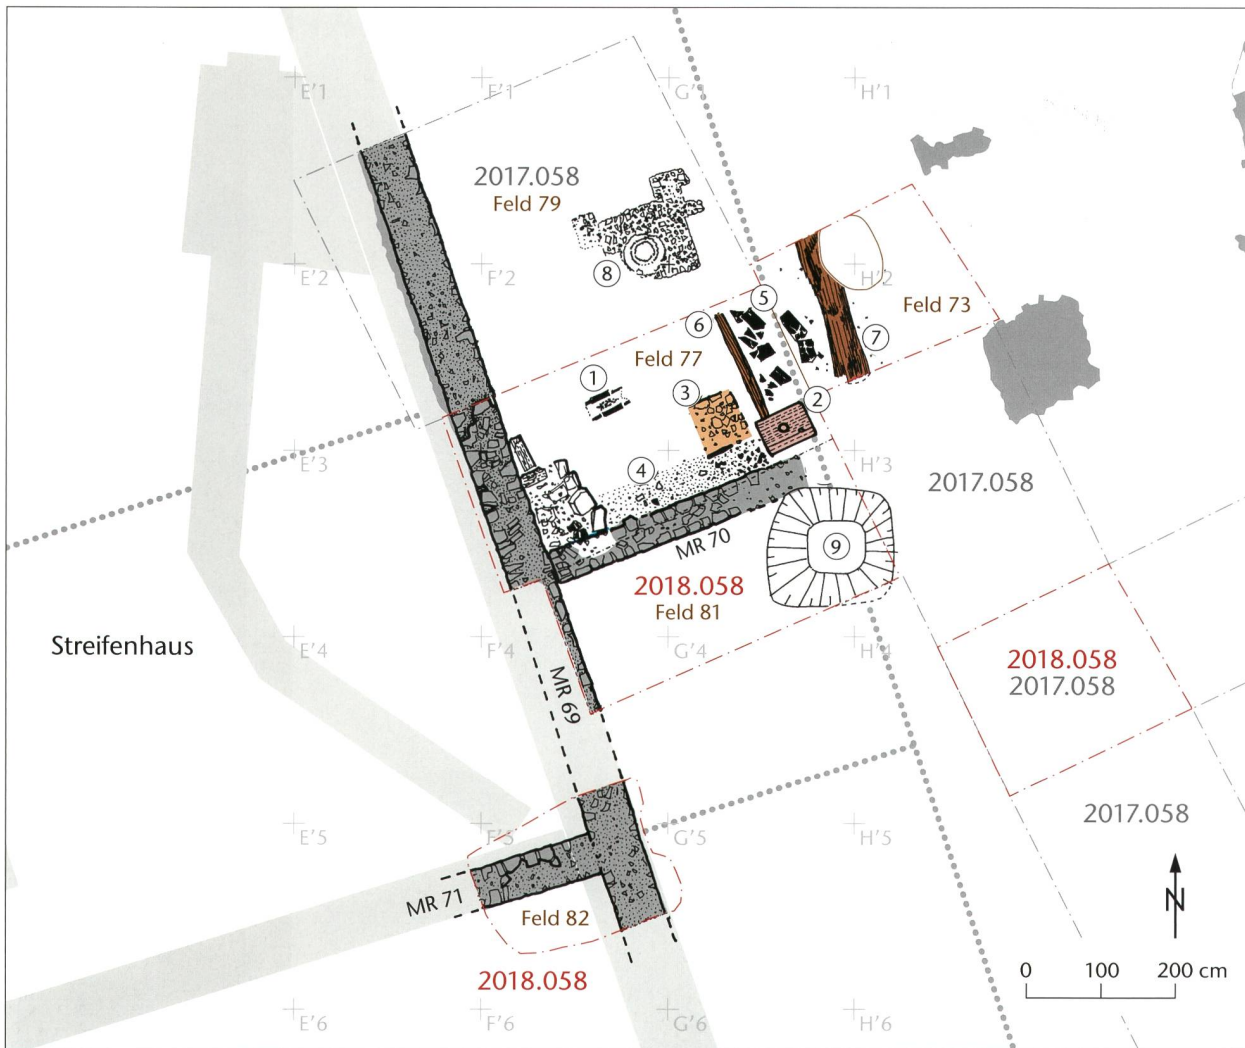 E'1
F'1
G'1
H'1
2017.058
Feld 79
8
E'2
F'2
H'2
5
6
Feld 73
Feld 77
7
1
3
2
E'3
F'3
4
H'3
2017.058
MR 70
9
2018.058
Feld 81
Streifenhaus
E'4
F'4
G'4
H'4
2018.058
2017.058
MR 69
2017.058
E'5
F'5
G'5
H'5
MR 71
Feld 82
N
2018.058
0 100 200 cm
E'6
F'6
G'6
H'6